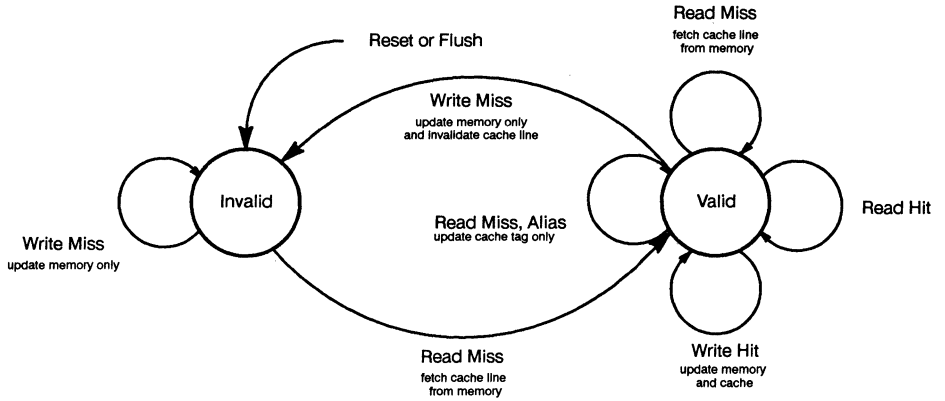 Read Miss
fetch cache line
from memory
Reset or Flush
Write Miss
update memory only
and invalidate cache line
Invalid
Valid
Read Hit
Read Miss, Alias
update cache tag only
Write Miss
update memory only
Read Miss
fetch cache line
from memory
Write Hit
update memory
and cache